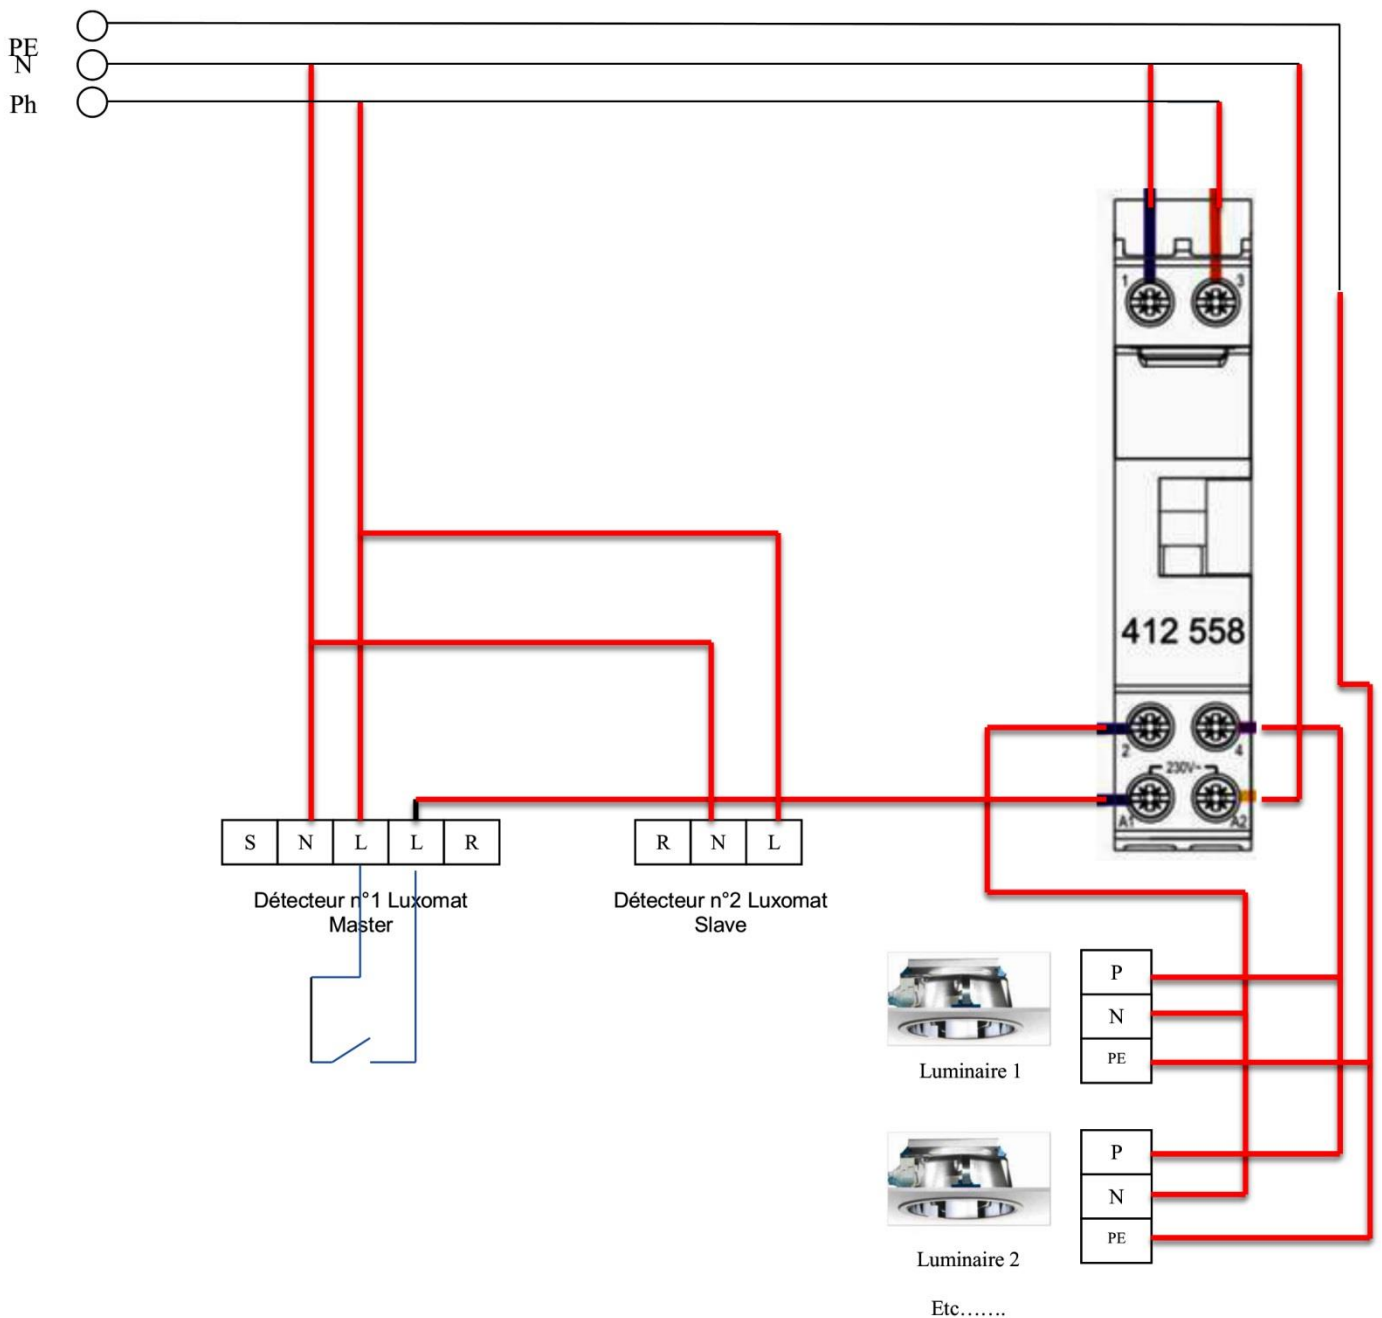 PE
N
Ph
1 3
412 558
2 4
230V~
A1 A2
S N L L R
R N L
Détecteur n°1 Luxomat
Master
Détecteur n°2 Luxomat
Slave
P
N
PE
Luminaire 1
P
N
PE
Luminaire 2
Etc.......